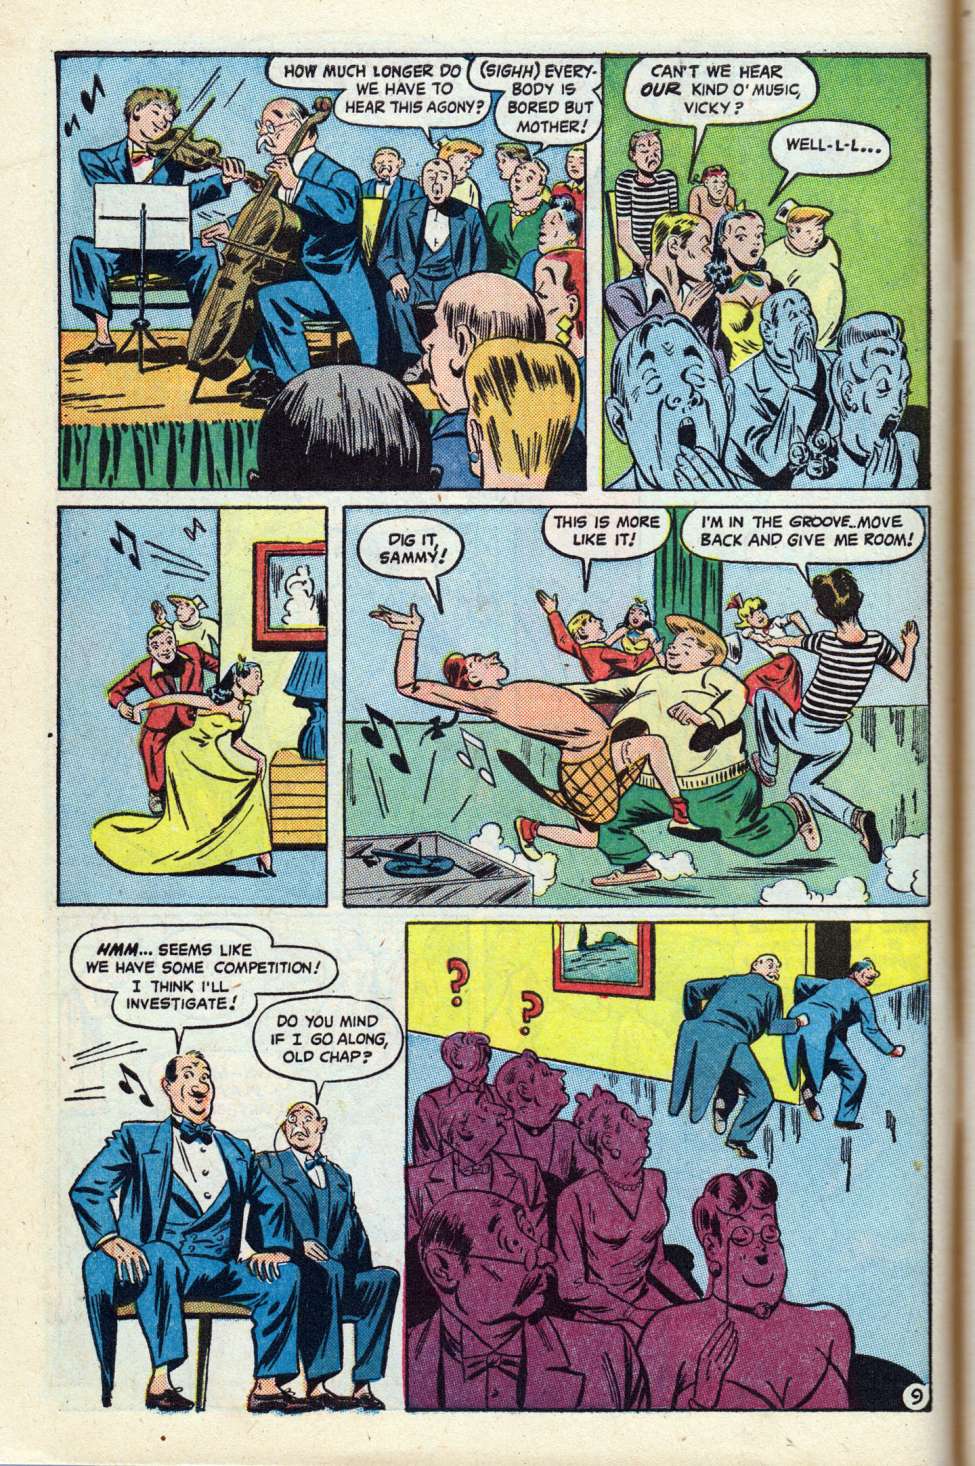 HOW MUCH LONGER DO
WE HAVE TO
HEAR THIS AGONY?
(SIGHH) EVERY-
BODY IS
BORED BUT
MOTHER!
CAN'T WE HEAR
OUR KIND O' MUSIC,
VICKY?
WELL-L-L...
DIG IT,
SAMMY!
THIS IS MORE
LIKE IT!
I'M IN THE GROOVE..MOVE
BACK AND GIVE ME ROOM!
HMM... SEEMS LIKE
WE HAVE SOME COMPETITION!
I THINK I'LL
INVESTIGATE!
DO YOU MIND
IF I GO ALONG,
OLD CHAP?
?
?
9